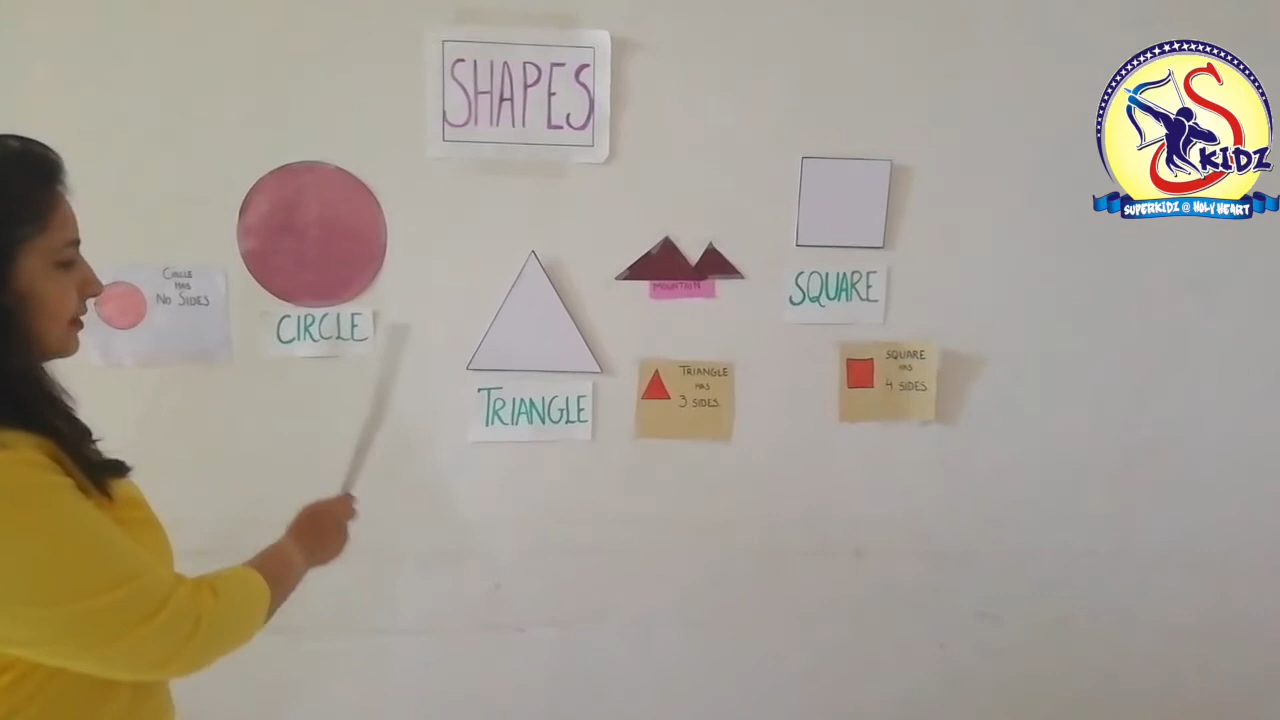 SHAPES
CIRCLE
HAS
NO SIDES
CIRCLE
TRIANGLE
MOUNTAIN
TRIANGLE
HAS
3 SIDES.
SQUARE
SQUARE
HAS
4 SIDES.
S
KIDZ
SUPERKIDZ @ HOLY HEART